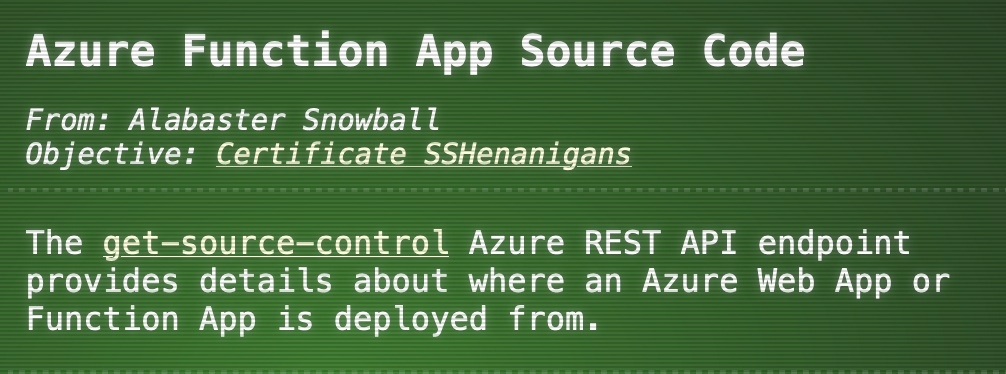 Azure Function App Source Code
From: Alabaster Snowball
Objective: Certificate SSHenanigans
The get-source-control Azure REST API endpoint
provides details about where an Azure Web App or
Function App is deployed from.